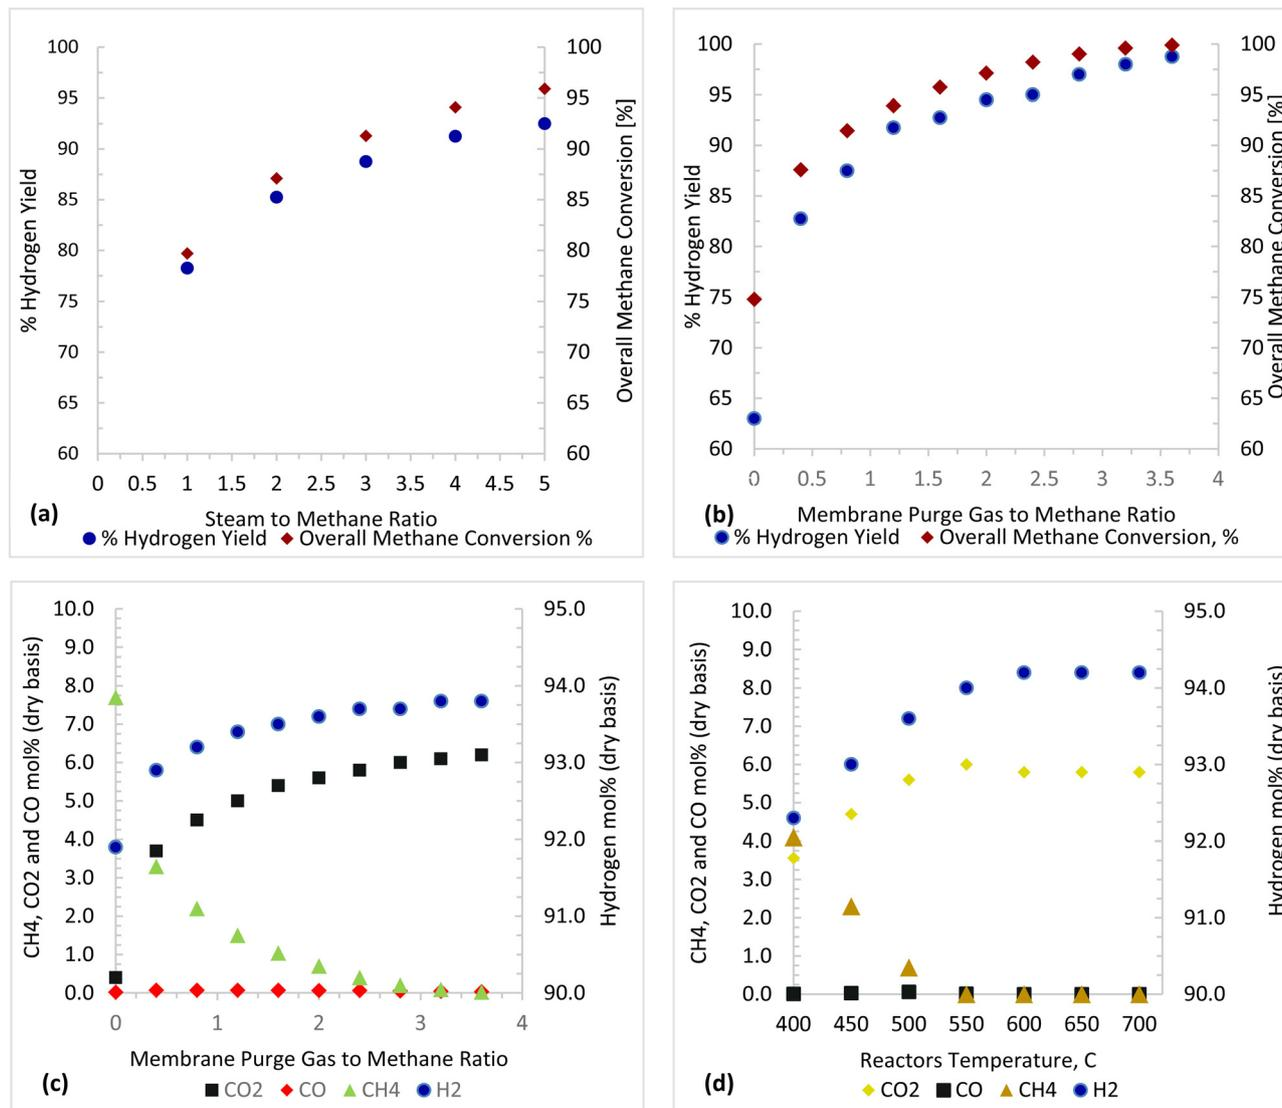 100
95
90
85
80
75
70
65
60
% Hydrogen Yield
100
95
90
85
80
75
70
65
60
Overall Methane Conversion [%]
0 0.5 1 1.5 2 2.5 3 3.5 4 4.5 5
(a)
Steam to Methane Ratio
% Hydrogen Yield Overall Methane Conversion %
100
95
90
85
80
75
70
65
60
% Hydrogen Yield
100
95
90
85
80
75
70
65
60
Overall Methane Conversion [%]
0 0.5 1 1.5 2 2.5 3 3.5 4
(b)
Membrane Purge Gas to Methane Ratio
% Hydrogen Yield Overall Methane Conversion, %
10.0
9.0
8.0
7.0
6.0
5.0
4.0
3.0
2.0
1.0
0.0
CH4, CO2 and CO mol% (dry basis)
95.0
94.0
93.0
92.0
91.0
90.0
Hydrogen mol% (dry basis)
0 1 2 3 4
Membrane Purge Gas to Methane Ratio
(c)
CO2 CO CH4 H2
10.0
9.0
8.0
7.0
6.0
5.0
4.0
3.0
2.0
1.0
0.0
CH4, CO2 and CO mol% (dry basis)
95.0
94.0
93.0
92.0
91.0
90.0
Hydrogen mol% (dry basis)
400 450 500 550 600 650 700
Reactors Temperature, C
(d)
CO2 CO CH4 H2